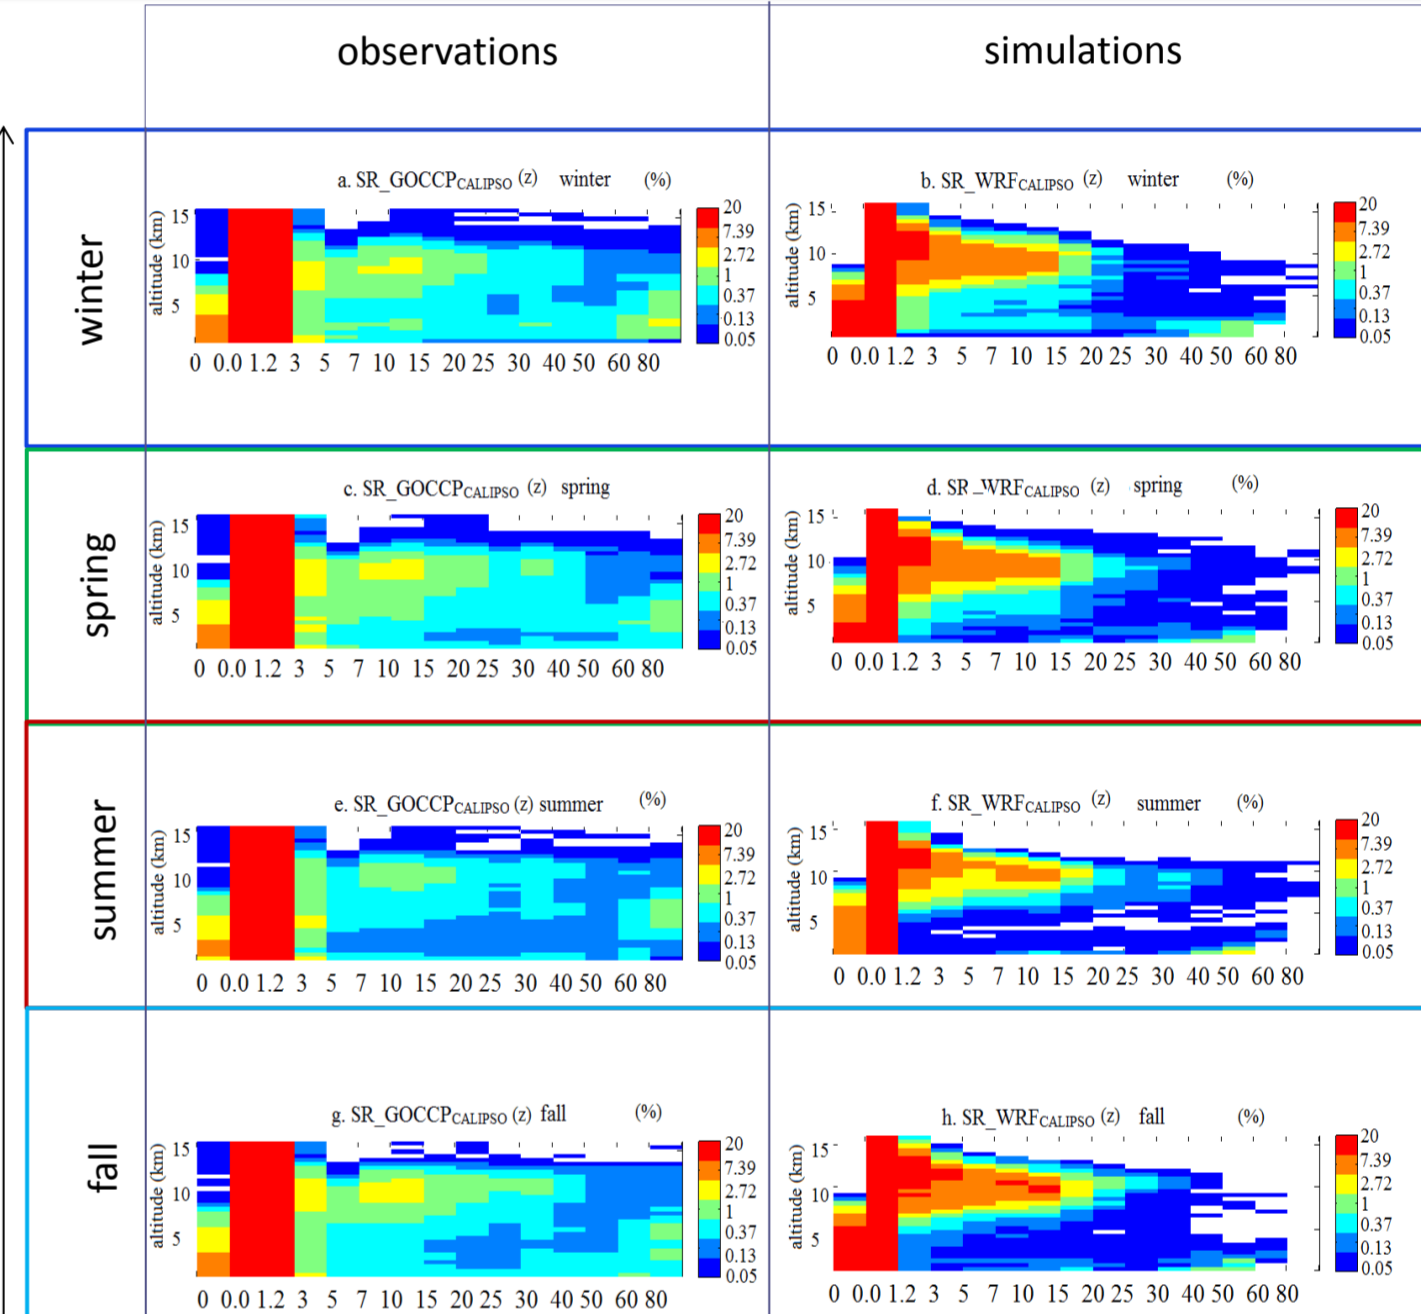 observations simulations
winter
a. SR_GOCCPCALIPSO (z) winter (%)
altitude (km)
15
10
5
0 0.0 1.2 3 5 7 10 15 20 25 30 40 50 60 80
20
7.39
2.72
1
0.37
0.13
0.05
b. SR_WRFCALIPSO (z) winter (%)
altitude (km)
15
10
5
0 0.0 1.2 3 5 7 10 15 20 25 30 40 50 60 80
20
7.39
2.72
1
0.37
0.13
0.05
spring
c. SR_GOCCPCALIPSO (z) spring
altitude (km)
15
10
5
0 0.0 1.2 3 5 7 10 15 20 25 30 40 50 60 80
20
7.39
2.72
1
0.37
0.13
0.05
d. SR_WRFCALIPSO (z) spring (%)
altitude (km)
15
10
5
0 0.0 1.2 3 5 7 10 15 20 25 30 40 50 60 80
20
7.39
2.72
1
0.37
0.13
0.05
summer
e. SR_GOCCPCALIPSO (z) summer (%)
altitude (km)
15
10
5
0 0.0 1.2 3 5 7 10 15 20 25 30 40 50 60 80
20
7.39
2.72
1
0.37
0.13
0.05
f. SR_WRFCALIPSO (z) summer (%)
altitude (km)
15
10
5
0 0.0 1.2 3 5 7 10 15 20 25 30 40 50 60 80
20
7.39
2.72
1
0.37
0.13
0.05
fall
g. SR_GOCCPCALIPSO (z) fall (%)
altitude (km)
15
10
5
0 0.0 1.2 3 5 7 10 15 20 25 30 40 50 60 80
20
7.39
2.72
1
0.37
0.13
0.05
h. SR_WRFCALIPSO (z) fall (%)
altitude (km)
15
10
5
0 0.0 1.2 3 5 7 10 15 20 25 30 40 50 60 80
20
7.39
2.72
1
0.37
0.13
0.05